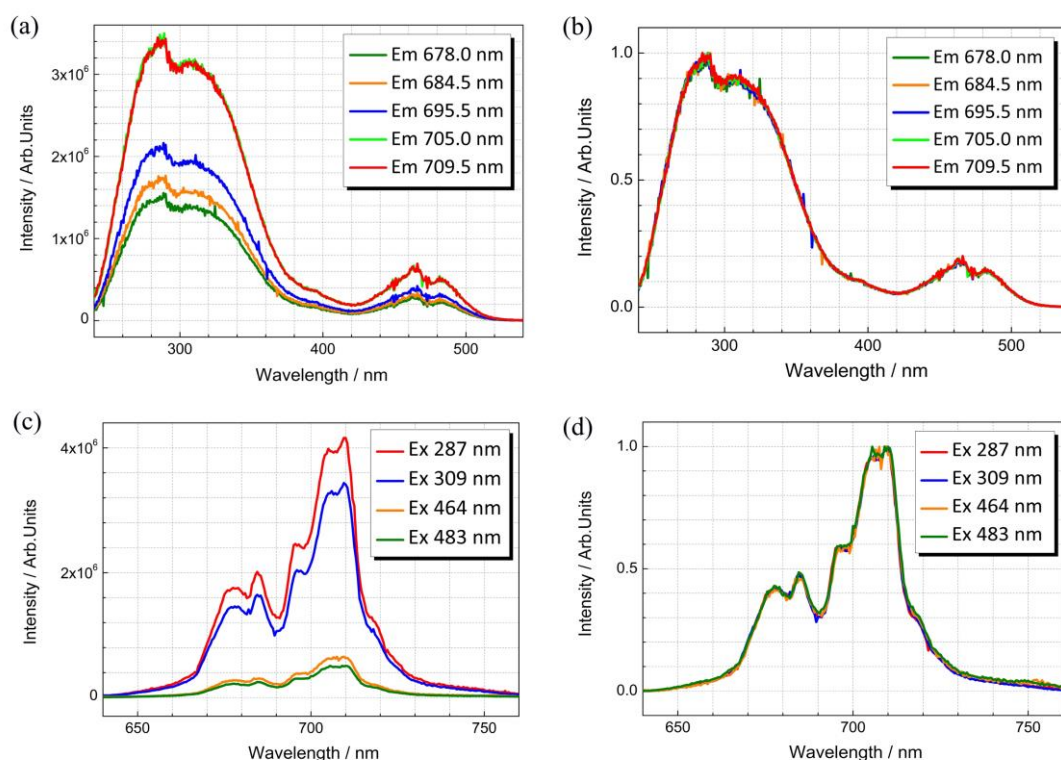 (a)
Em 678.0 nm
Em 684.5 nm
Em 695.5 nm
Em 705.0 nm
Em 709.5 nm
Intensity / Arb.Units
3x10⁶
2x10⁶
1x10⁶
0
300
400
500
Wavelength / nm
(b)
Em 678.0 nm
Em 684.5 nm
Em 695.5 nm
Em 705.0 nm
Em 709.5 nm
Intensity / Arb.Units
1.0
0.5
0.0
300
400
500
Wavelength / nm
(c)
Ex 287 nm
Ex 309 nm
Ex 464 nm
Ex 483 nm
Intensity / Arb.Units
4x10⁶
2x10⁶
0
650
700
750
Wavelength / nm
(d)
Ex 287 nm
Ex 309 nm
Ex 464 nm
Ex 483 nm
Intensity / Arb.Units
1.0
0.5
0.0
650
700
750
Wavelength / nm